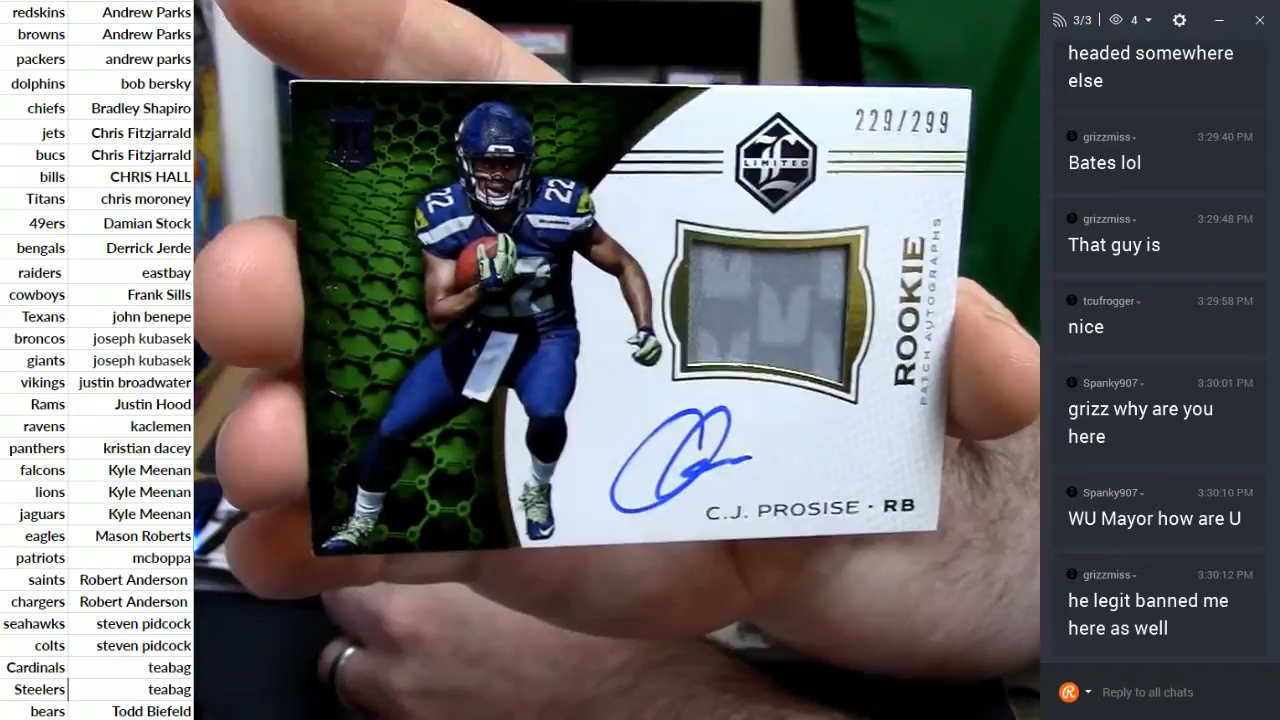 redskins Andrew Parks
browns Andrew Parks
packers andrew parks
dolphins bob bersky
chiefs Bradley Shapiro
jets Chris Fitzjarrald
bucs Chris Fitzjarrald
bills CHRIS HALL
Titans chris moroney
49ers Damian Stock
bengals Derrick Jerde
raiders eastbay
cowboys Frank Sills
Texans john benepe
broncos joseph kubasek
giants joseph kubasek
vikings justin broadwater
Rams Justin Hood
ravens kaclemen
panthers kristian dacey
falcons Kyle Meenan
lions Kyle Meenan
jaguars Kyle Meenan
eagles Mason Roberts
patriots mcboppa
saints Robert Anderson
chargers Robert Anderson
seahawks steven pidcock
colts steven pidcock
Cardinals teabag
Steelers teabag
bears Todd Biefeld
229/299
LIMITED
22
22
22
ROOKIE
PATCH AUTOGRAPHS
C.J. PROSISE · RB
3/3 4
headed somewhere
else
grizzmiss 3:29:40 PM
Bates lol
grizzmiss 3:29:48 PM
That guy is
tcufrogger 3:29:58 PM
nice
Spanky907 3:30:01 PM
grizz why are you
here
Spanky907 3:30:10 PM
WU Mayor how are U
grizzmiss 3:30:12 PM
he legit banned me
here as well
Reply to all chats